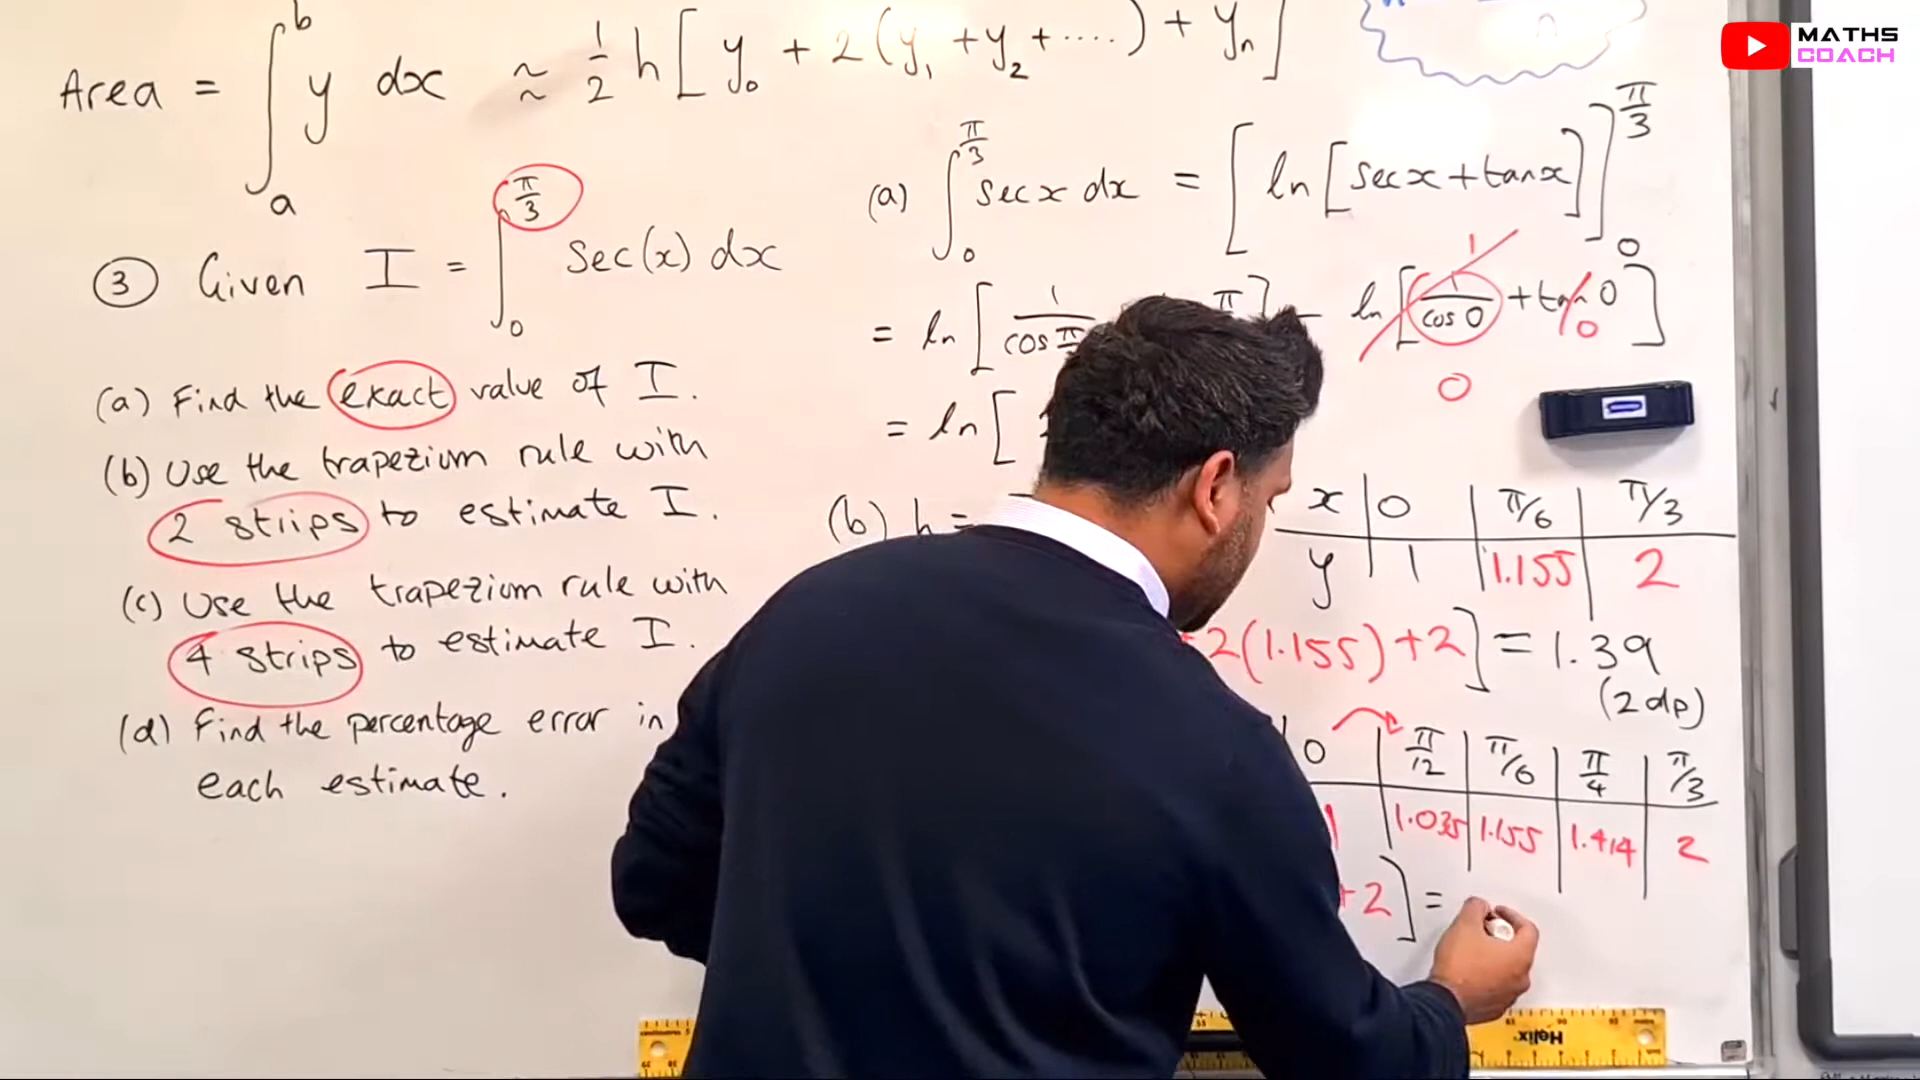 Area = ∫ₐᵇ y dx ≈ 1/2 h [y₀ + 2(y₁ + y₂ + ....) + yₙ]
MATHS
COACH
③ Given I = ∫₀^(π/3) sec(x) dx
(a) Find the exact value of I.
(b) Use the trapezium rule with
2 strips to estimate I.
(c) Use the trapezium rule with
4 strips to estimate I.
(d) Find the percentage error in
each estimate.
(a) ∫₀^(π/3) sec x dx = [ln[sec x + tan x]]₀^(π/3)
= ln[1/cos π π] - ln[1/cos 0 + tan 0]
1
0
0
= ln[
(b) h =
x 0 π/6 π/3
y 1 1.155 2
+2(1.155)+2] = 1.39
(2dp)
0 π/12 π/6 π/4 π/3
1 1.035 1.155 1.414 2
+2] =
Helix